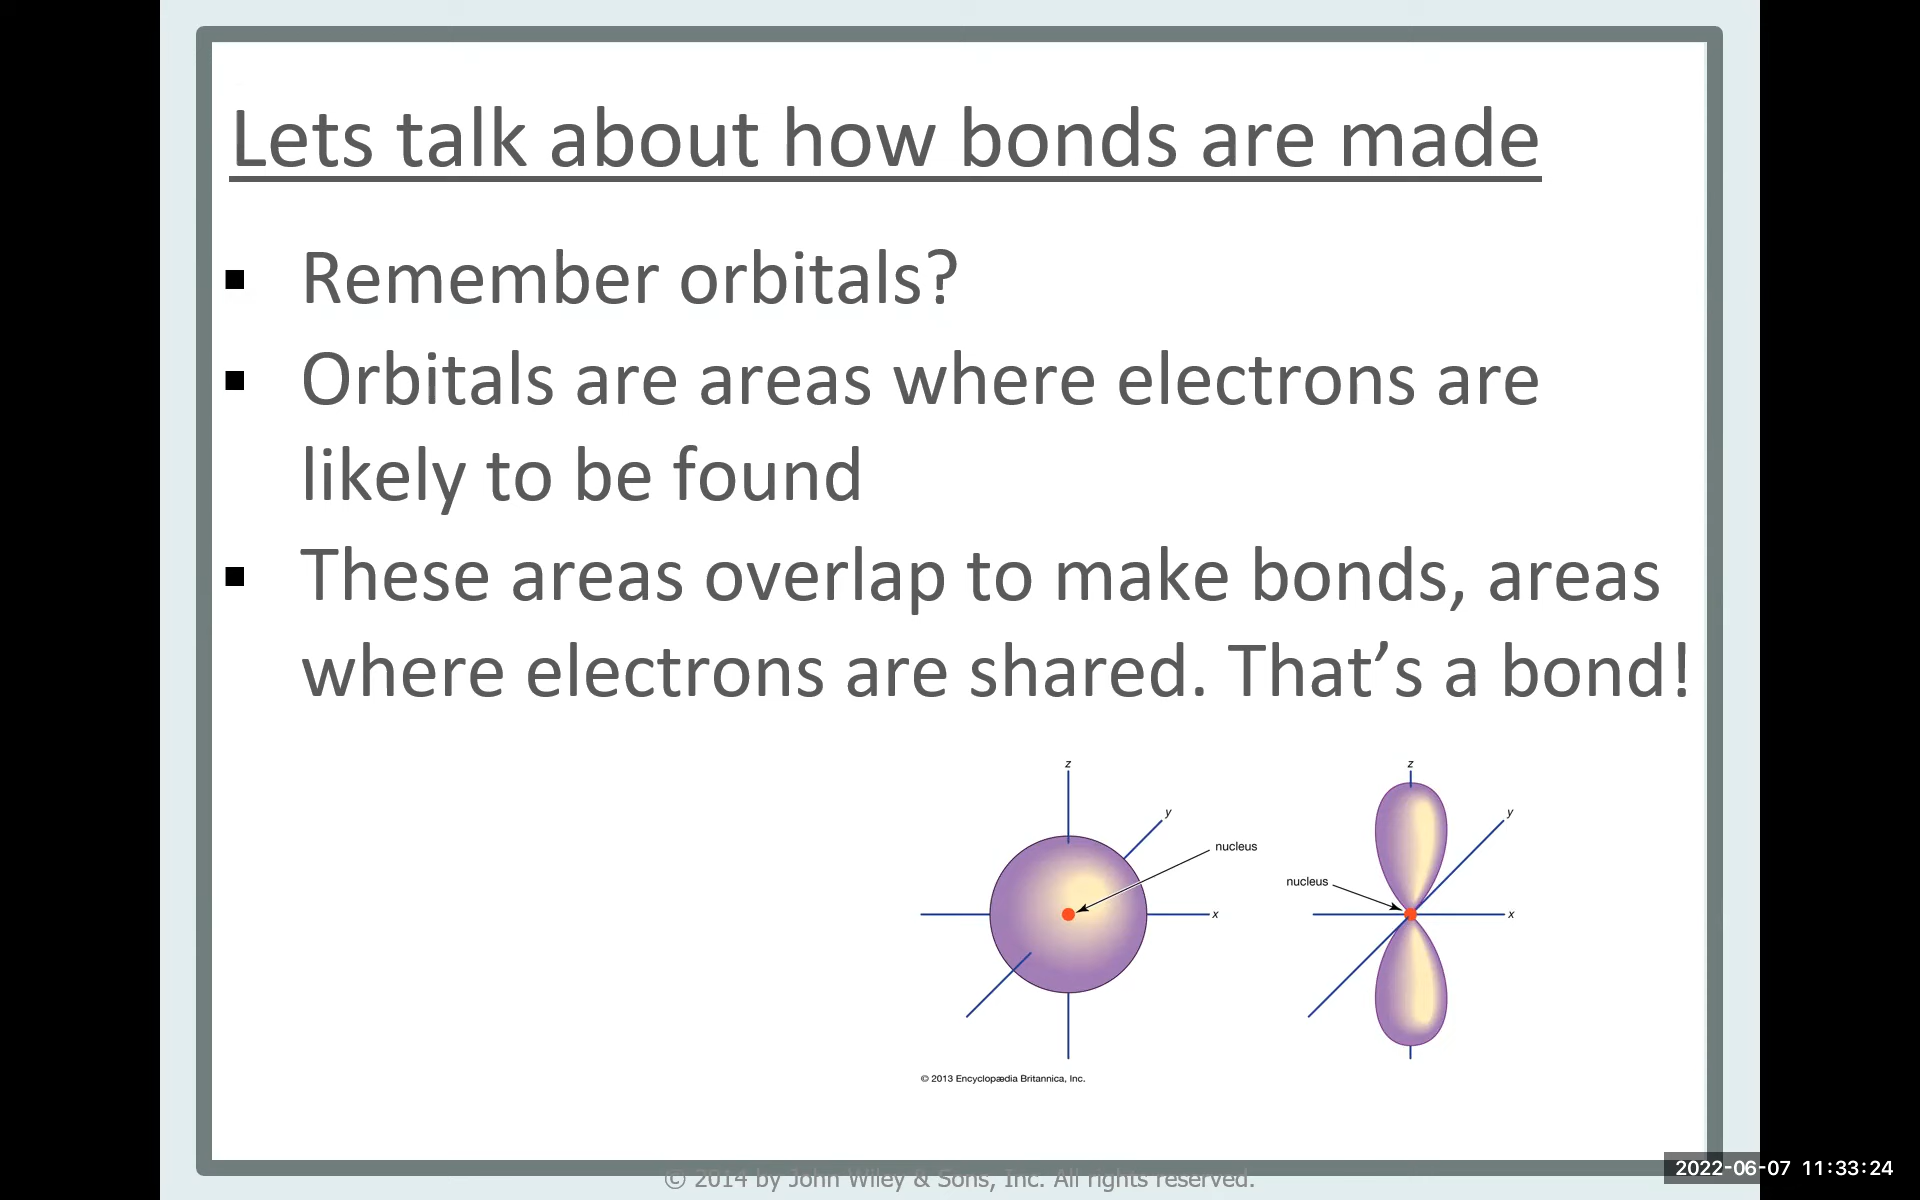 Lets talk about how bonds are made
▪ Remember orbitals?
▪ Orbitals are areas where electrons are
likely to be found
▪ These areas overlap to make bonds, areas
where electrons are shared. That’s a bond!
z
y
nucleus
x
z
y
nucleus
x
© 2013 Encyclopædia Britannica, Inc.
© 2014 by John Wiley & Sons, Inc. All rights reserved.
2022-06-07 11:33:24